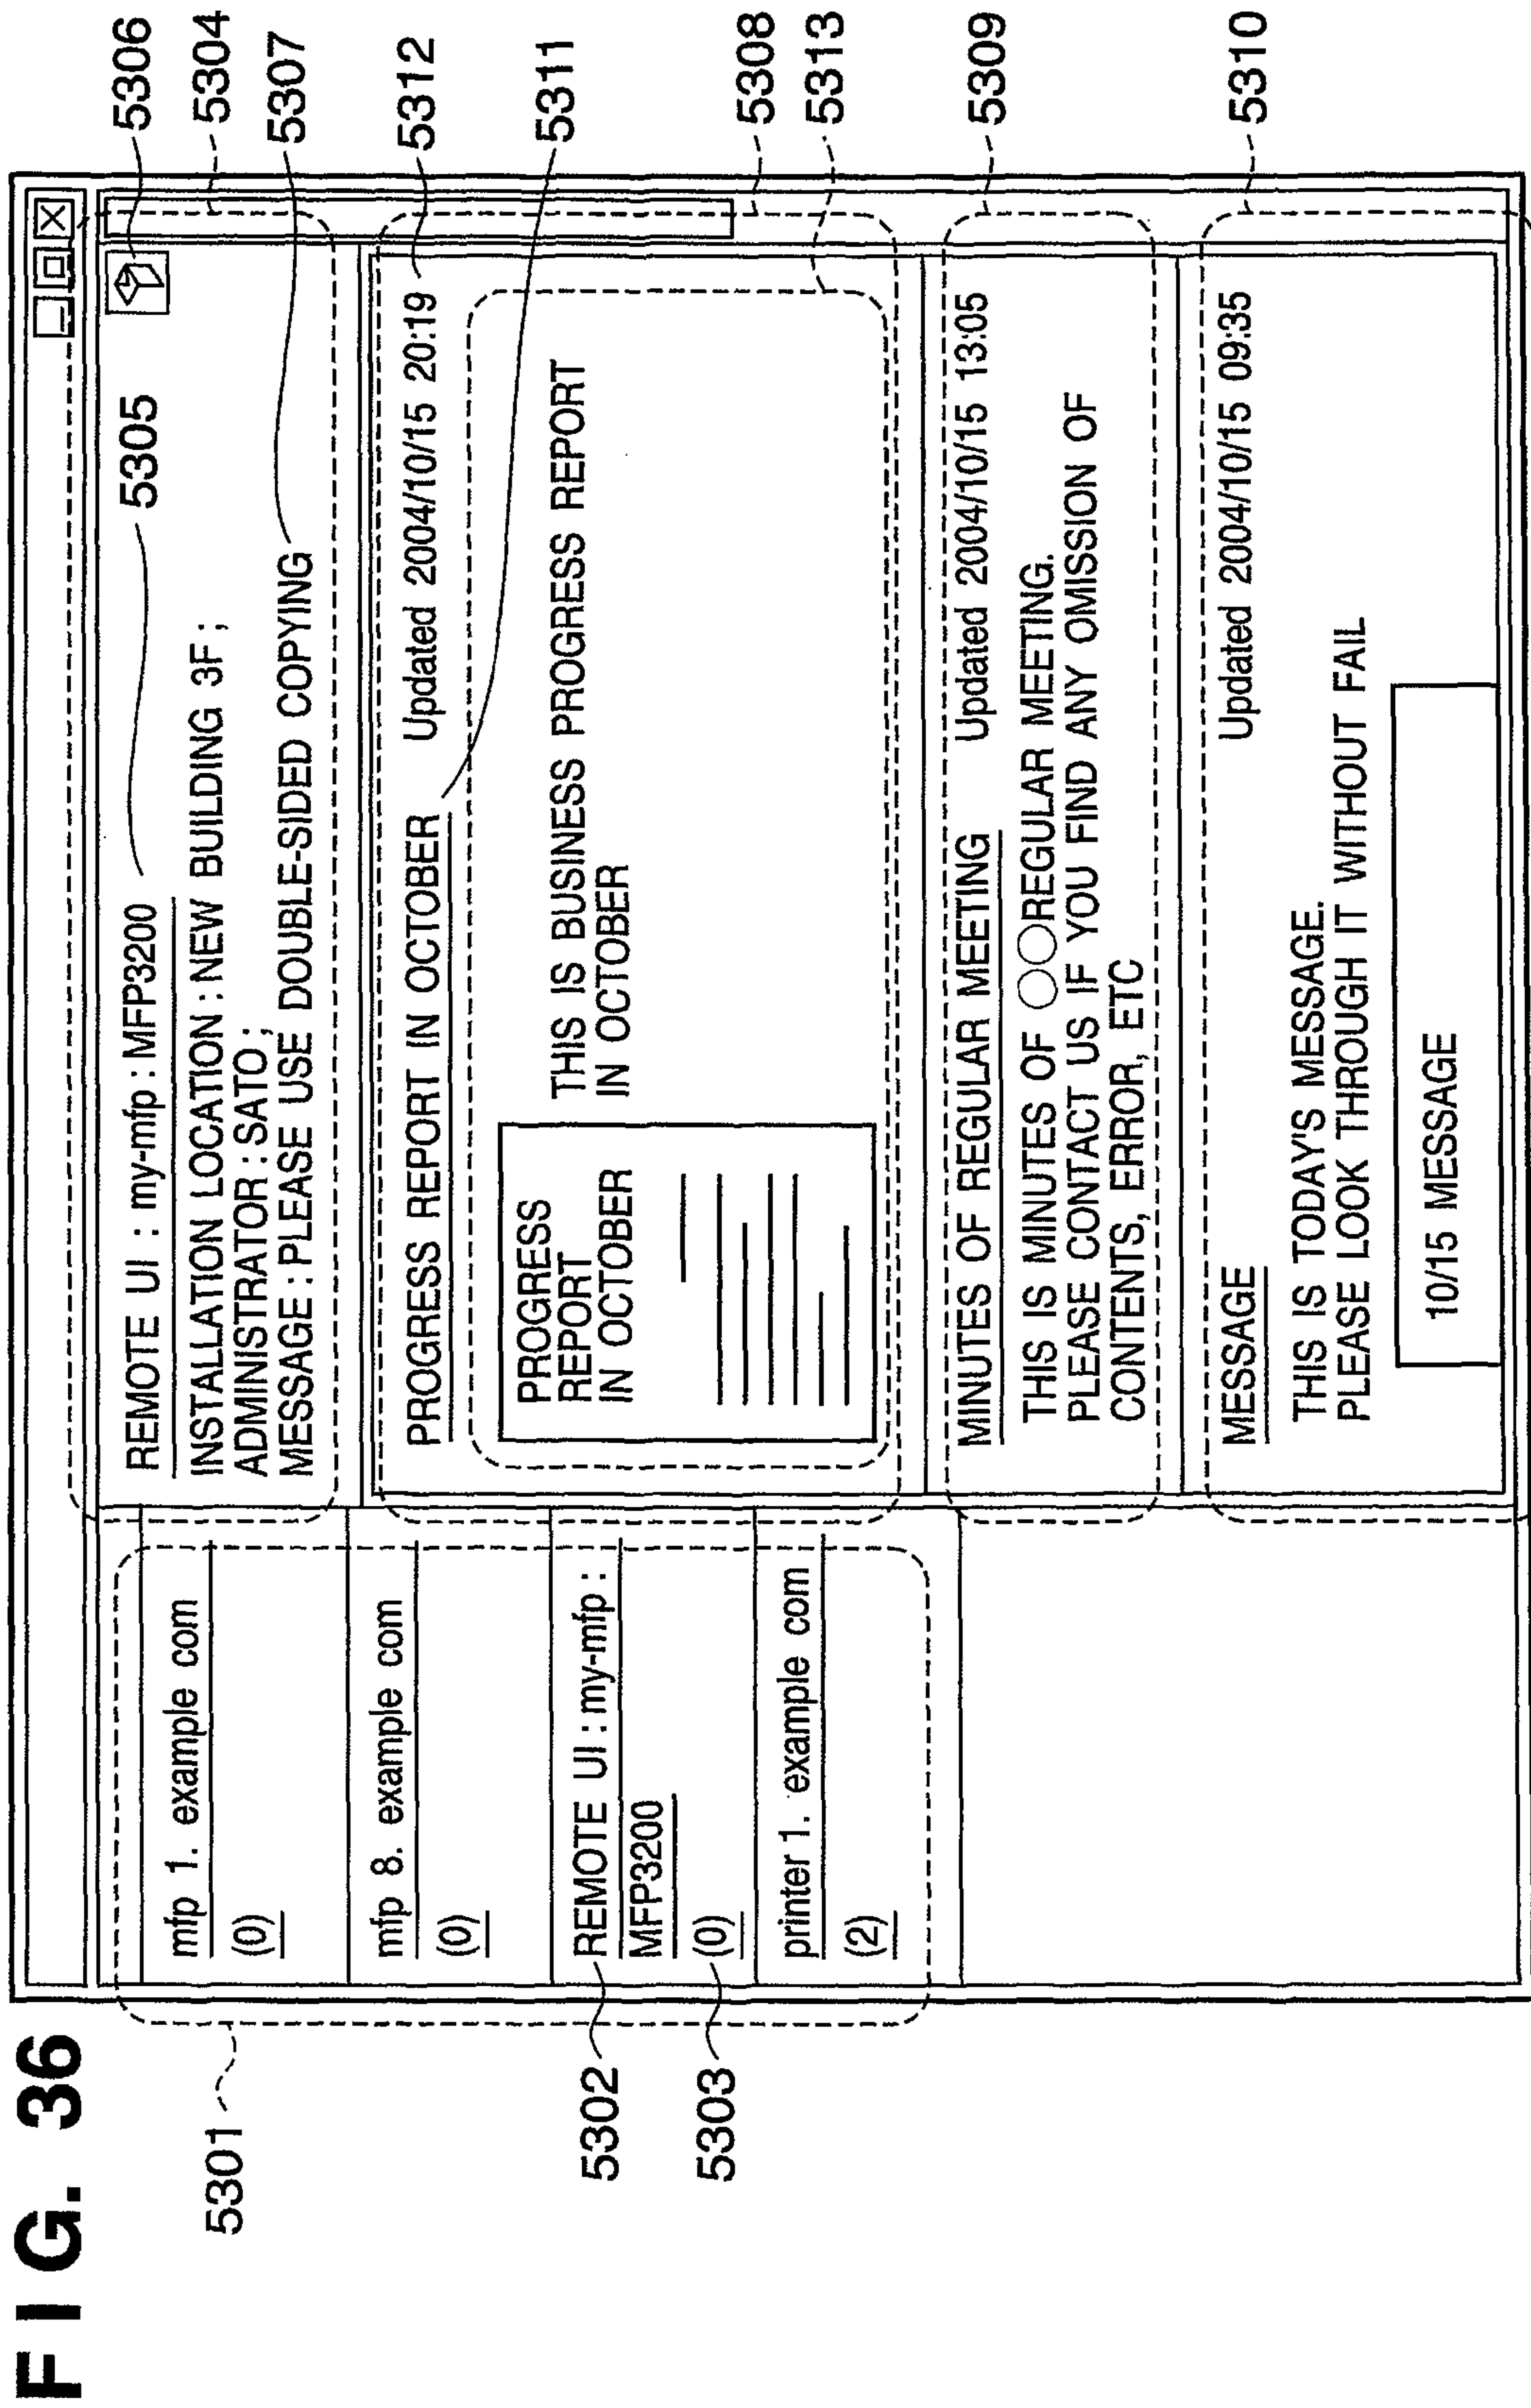 FIG. 36
5301
mfp 1. example com
(0)
mfp 8. example com
(0)
5302
REMOTE UI : my-mfp :
MFP3200
5303
(0)
printer 1. example com
(2)
5305
5306
REMOTE UI : my-mfp : MFP3200
5304
INSTALLATION LOCATION : NEW BUILDING 3F ;
ADMINISTRATOR : SATO ;
MESSAGE : PLEASE USE DOUBLE-SIDED COPYING
5307
PROGRESS REPORT IN OCTOBER Updated 2004/10/15 20:19
5312
5311
PROGRESS
REPORT
IN OCTOBER
THIS IS BUSINESS PROGRESS REPORT
IN OCTOBER
5308
5313
MINUTES OF REGULAR MEETING Updated 2004/10/15 13:05
5309
THIS IS MINUTES OF ○○REGULAR MEETING.
PLEASE CONTACT US IF YOU FIND ANY OMISSION OF
CONTENTS, ERROR, ETC
MESSAGE Updated 2004/10/15 09:35
5310
THIS IS TODAY'S MESSAGE.
PLEASE LOOK THROUGH IT WITHOUT FAIL
10/15 MESSAGE